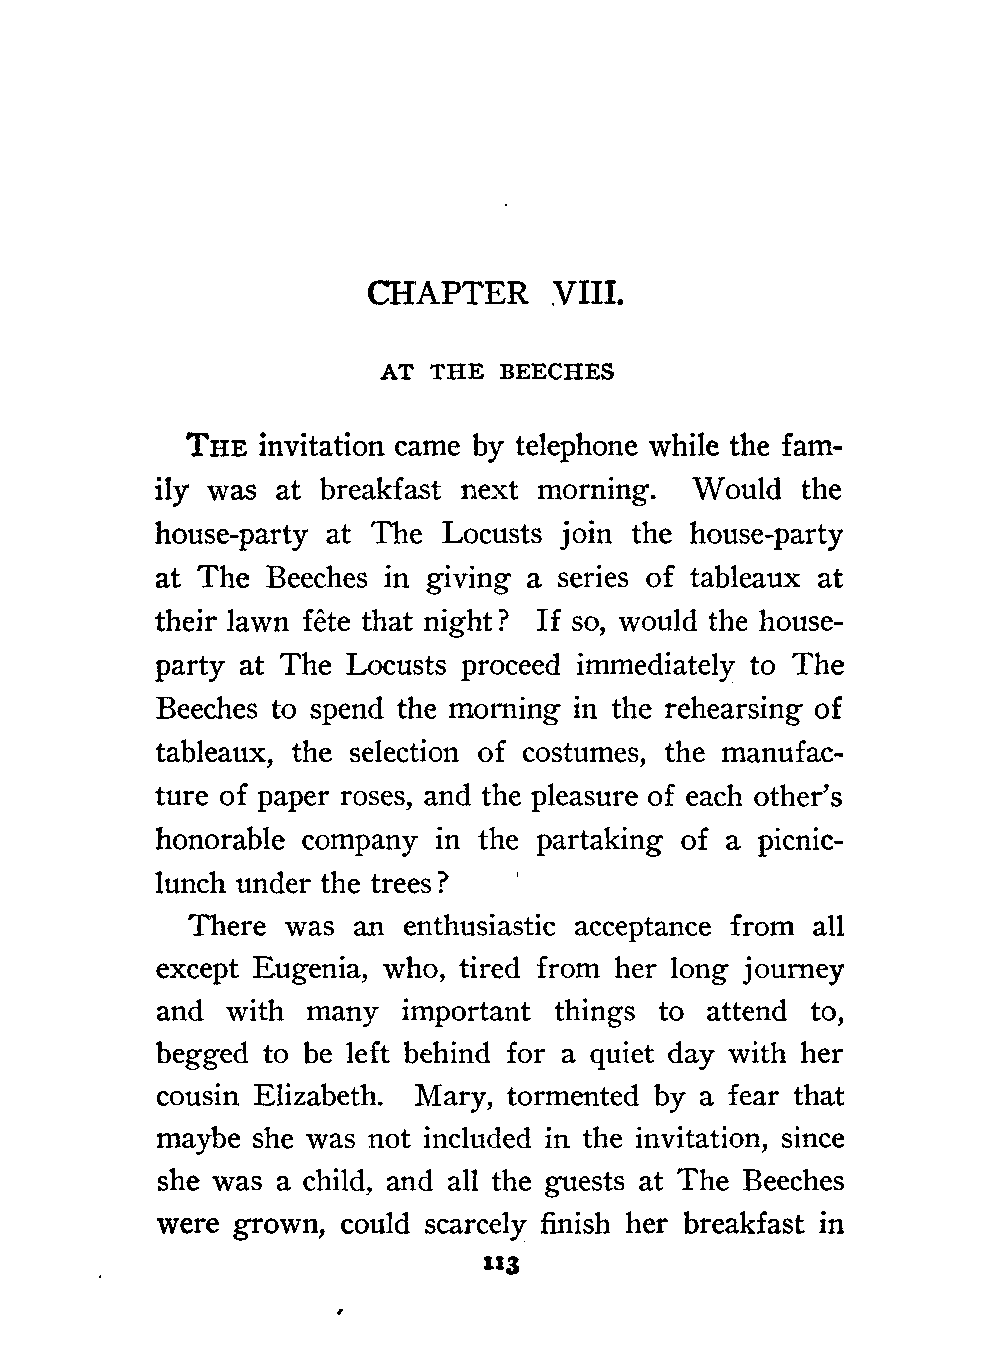 CHAPTER VIII.
AT THE BEECHES
THE invitation came by telephone while the fam-
ily was at breakfast next morning. Would the
house-party at The Locusts join the house-party
at The Beeches in giving a series of tableaux at
their lawn fête that night? If so, would the house-
party at The Locusts proceed immediately to The
Beeches to spend the morning in the rehearsing of
tableaux, the selection of costumes, the manufac-
ture of paper roses, and the pleasure of each other's
honorable company in the partaking of a picnic-
lunch under the trees?
There was an enthusiastic acceptance from all
except Eugenia, who, tired from her long journey
and with many important things to attend to,
begged to be left behind for a quiet day with her
cousin Elizabeth. Mary, tormented by a fear that
maybe she was not included in the invitation, since
she was a child, and all the guests at The Beeches
were grown, could scarcely finish her breakfast in
113